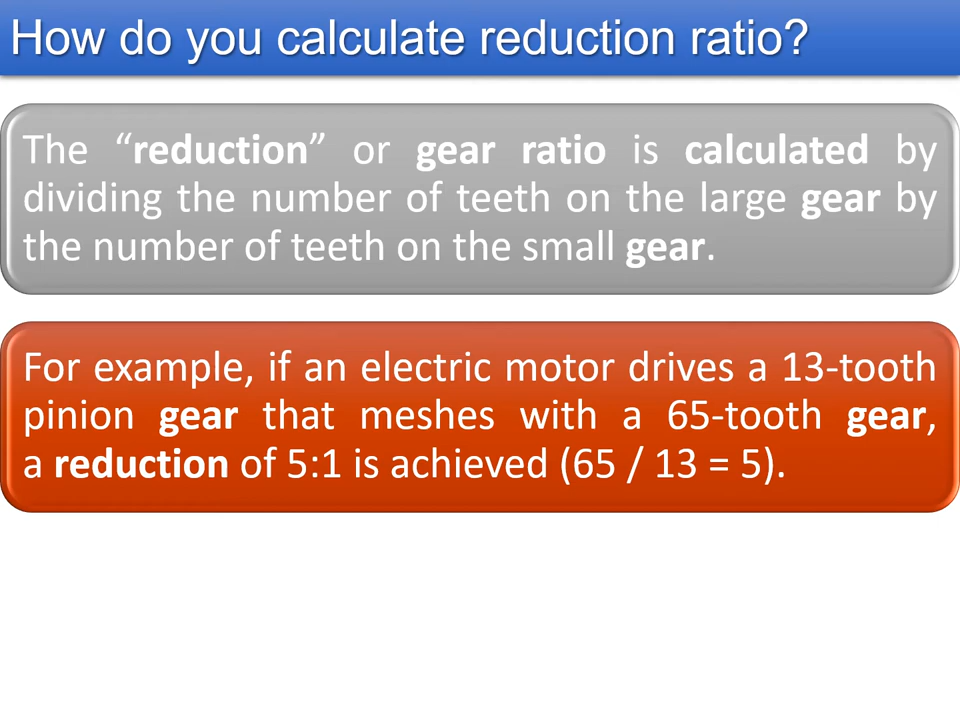 How do you calculate reduction ratio?
The “reduction” or gear ratio is calculated by
dividing the number of teeth on the large gear by
the number of teeth on the small gear.
For example, if an electric motor drives a 13-tooth
pinion gear that meshes with a 65-tooth gear,
a reduction of 5:1 is achieved (65 / 13 = 5).